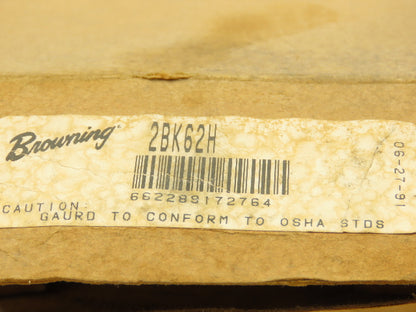 Browning
2BK62H
662289172764
06-27-91
CAUTION:
GAURD TO CONFORM TO OSHA STDS